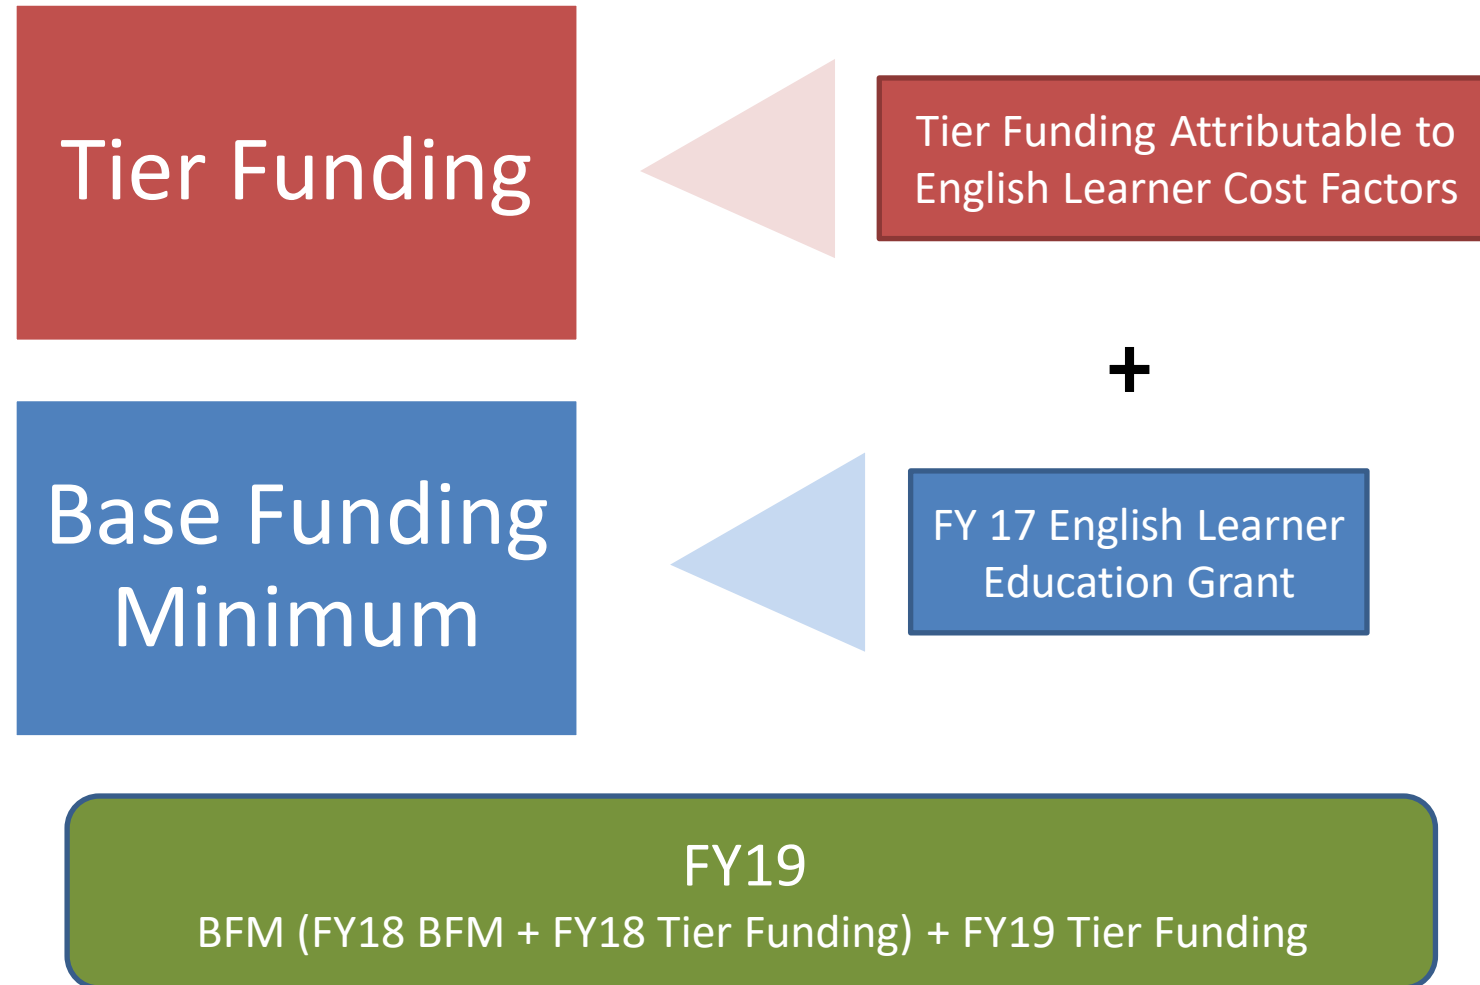 Tier Funding
Tier Funding Attributable to
English Learner Cost Factors
+
Base Funding
Minimum
FY 17 English Learner
Education Grant
FY19
BFM (FY18 BFM + FY18 Tier Funding) + FY19 Tier Funding